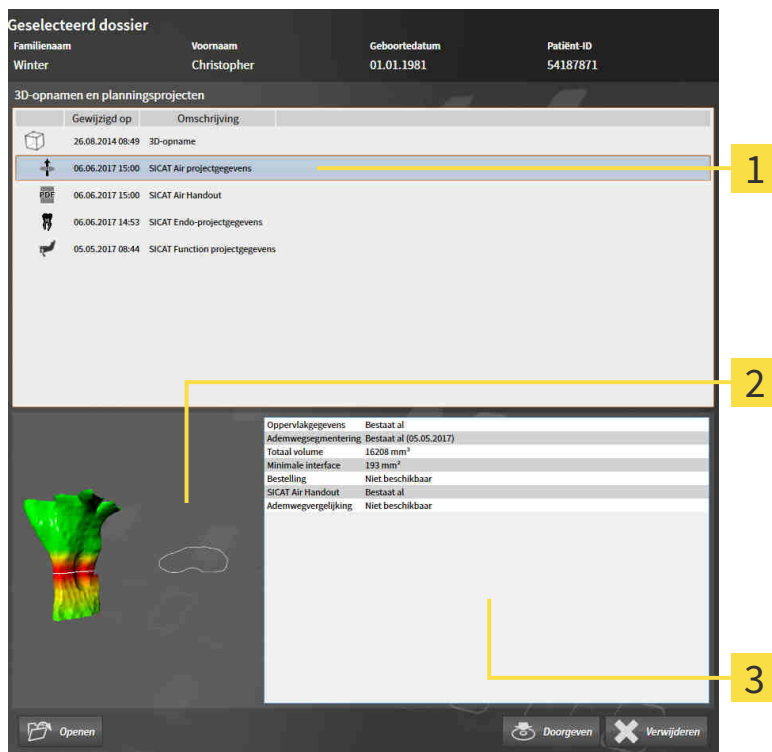 Geselecteerd dossier
Familienaam Voornaam Geboortedatum Patiënt-ID
Winter Christopher 01.01.1981 54187871
3D-opnamen en planningsprojecten
Gewijzigd op Omschrijving
26.08.2014 08:49 3D-opname
06.06.2017 15:00 SICAT Air projectgegevens
1
06.06.2017 15:00 SICAT Air Handout
PDF
06.06.2017 14:53 SICAT Endo-projectgegevens
05.05.2017 08:44 SICAT Function projectgegevens
2
Oppervlakgegevens Bestaat al
Ademwegsegmentering Bestaat al (05.05.2017)
Totaal volume 16208 mm³
Minimale interface 193 mm²
Bestelling Niet beschikbaar
SICAT Air Handout Bestaat al
Ademwegvergelijking Niet beschikbaar
3
Openen Doorgeven Verwijderen